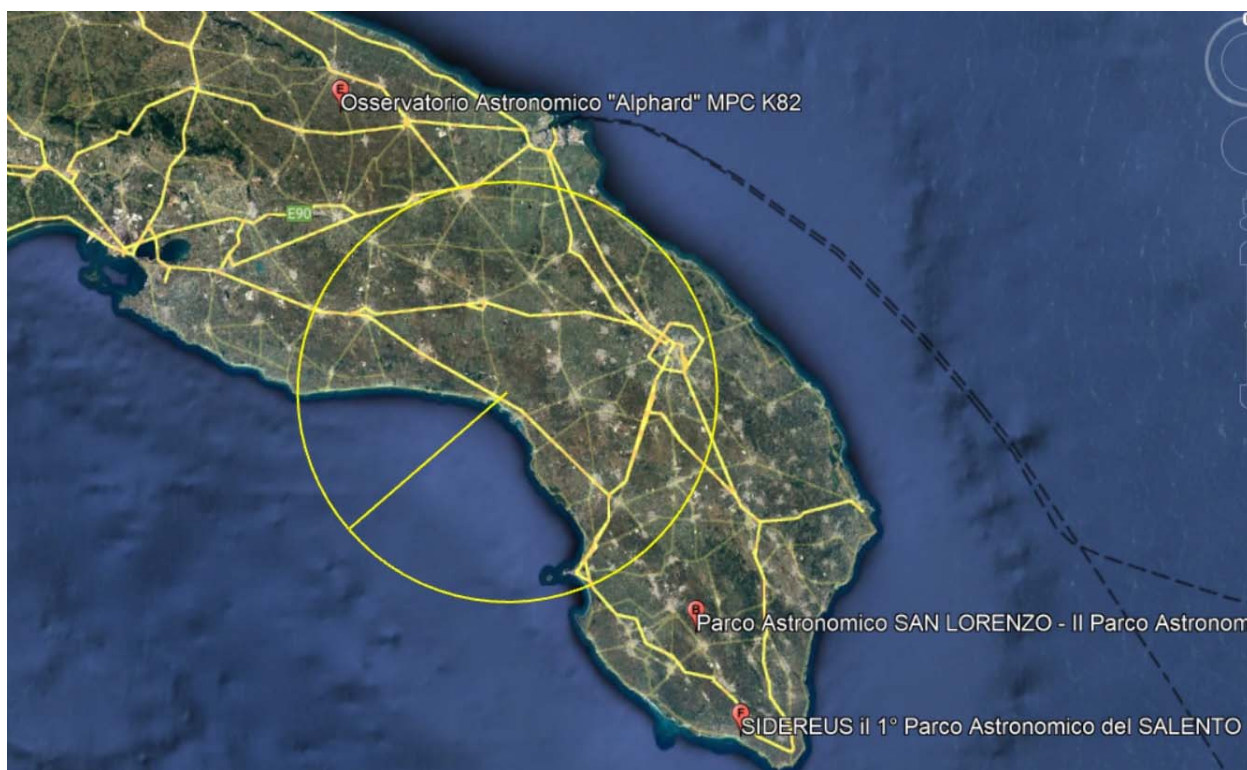 Osservatorio Astronomico "Alphard" MPC K82
E90
Parco Astronomico SAN LORENZO - Il Parco Astronom
SIDEREUS il 1° Parco Astronomico del SALENTO
E
B
F